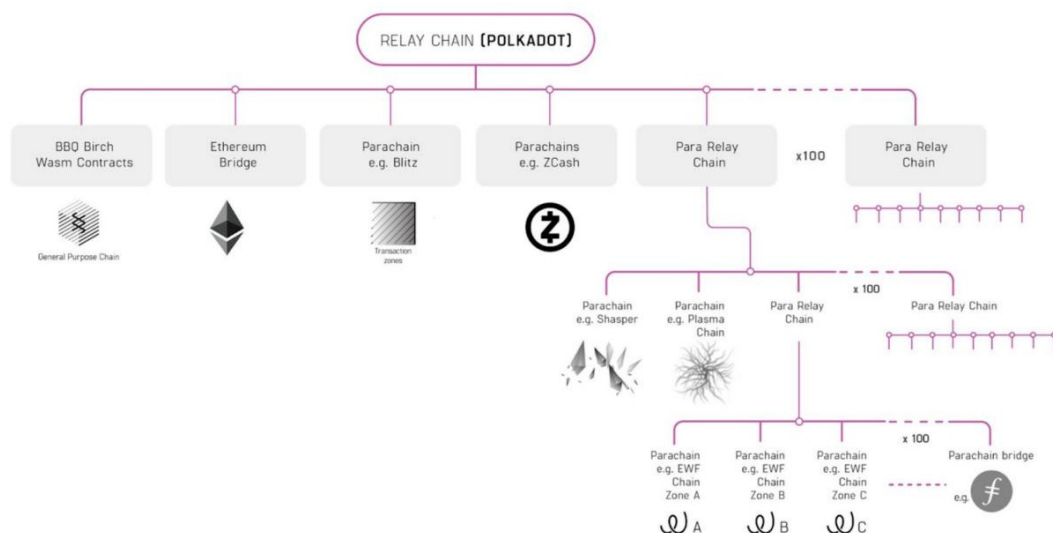 RELAY CHAIN (POLKADOT)
BBQ Birch
Wasm Contracts
Ethereum
Bridge
Parachain
e.g. Blitz
Parachains
e.g. ZCash
Para Relay
Chain
x100
Para Relay
Chain
General Purpose Chain
Transaction
zones
Parachain
e.g. Shasper
Parachain
e.g. Plasma
Chain
Para Relay
Chain
x 100
Para Relay Chain
Parachain
e.g. EWF
Chain
Zone A
Parachain
e.g. EWF
Chain
Zone B
Parachain
e.g. EWF
Chain
Zone C
x 100
Parachain bridge
e.g.
A
B
C